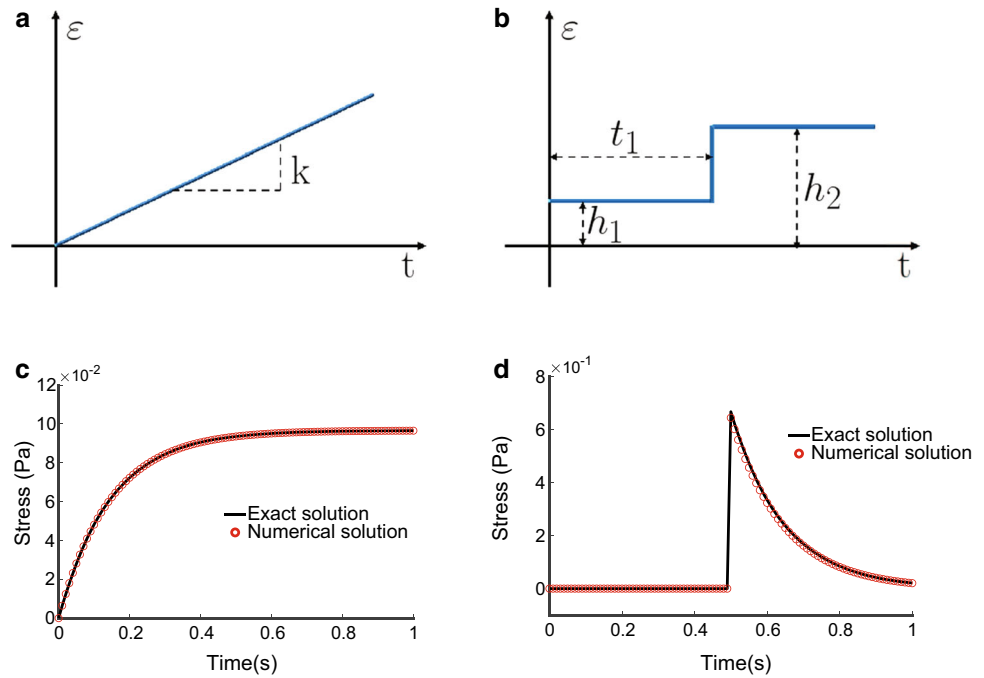 a
ε
k
t
b
ε
t₁
h₁
h₂
t
c
×10⁻²
12
10
8
6
4
2
0
Stress (Pa)
Exact solution
Numerical solution
0 0.2 0.4 0.6 0.8 1
Time(s)
d
×10⁻¹
8
6
4
2
0
Stress (Pa)
Exact solution
Numerical solution
0 0.2 0.4 0.6 0.8 1
Time(s)